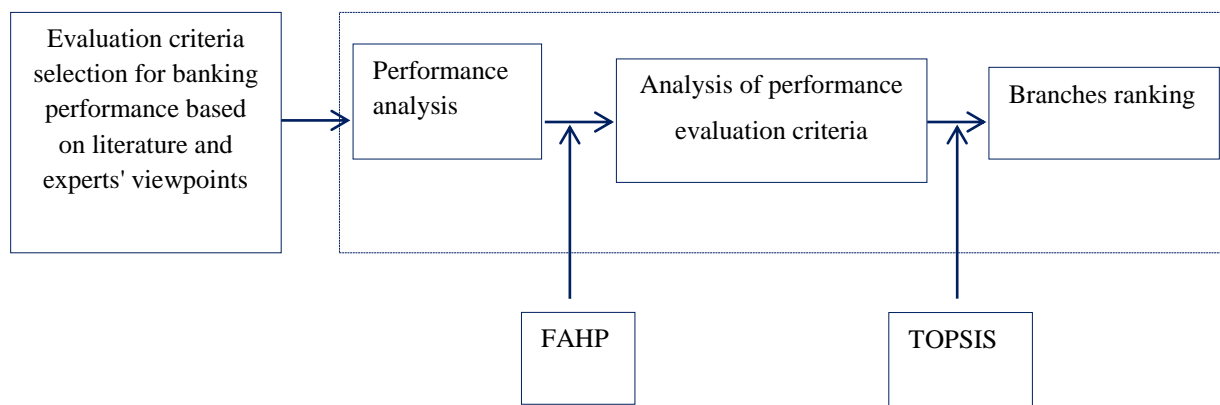 Evaluation criteria
selection for banking
performance based
on literature and
experts' viewpoints
Performance
analysis
Analysis of performance
evaluation criteria
Branches ranking
FAHP
TOPSIS